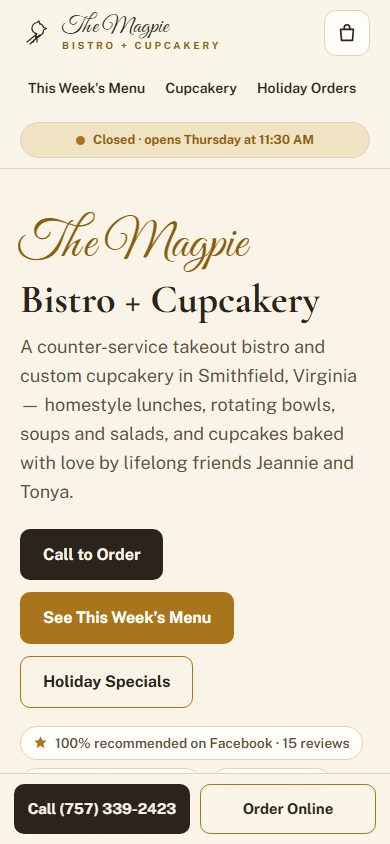 The Magpie
BISTRO + CUPCAKERY
This Week's Menu Cupcakery Holiday Orders
Closed · opens Thursday at 11:30 AM
The Magpie
Bistro + Cupcakery
A counter-service takeout bistro and
custom cupcakery in Smithfield, Virginia
— homestyle lunches, rotating bowls,
soups and salads, and cupcakes baked
with love by lifelong friends Jeannie and
Tonya.
Call to Order
See This Week’s Menu
Holiday Specials
100% recommended on Facebook · 15 reviews
Call (757) 339-2423 Order Online